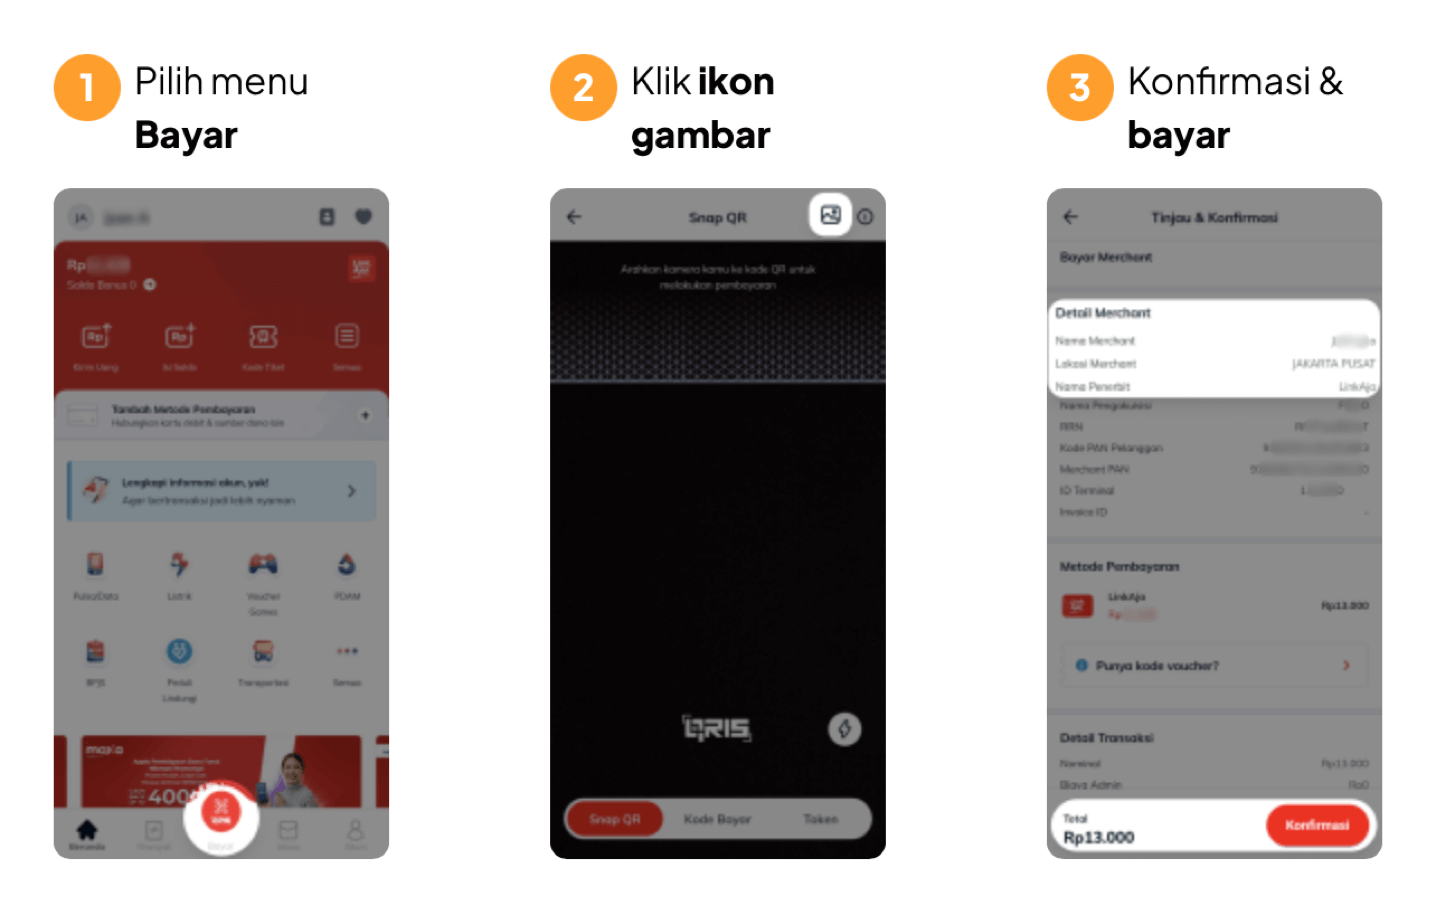 1 Pilih menu
Bayar
JA
Rp
Saldo Bonus 0
Kirim Uang Isi Saldo Kode Tiket Semua
Tambah Metode Pembayaran
Hubungkan kartu debit & sumber dana lain
Lengkapi informasi akun, yuk!
Agar bertransaksi jadi lebih nyaman
Pulsa/Data Listrik Voucher Games PDAM
BPJS Peduli Lindungi Transportasi Semua
400
Beranda
Bayar
2 Klik ikon
gambar
Snap QR
Arahkan kamera kamu ke kode QR untuk
melakukan pembayaran
QRIS
Snap QR Kode Bayar Token
3 Konfirmasi &
bayar
Tinjau & Konfirmasi
Bayar Merchant
Detail Merchant
Nama Merchant
Lokasi Merchant JAKARTA PUSAT
Nama Penerbit LinkAja
Nama Pengakuisisi
RRN
Kode PAN Pelanggan
Merchant PAN
ID Terminal
Invoice ID -
Metode Pembayaran
LinkAja
Rp
Rp13.000
Punya kode voucher?
Detail Transaksi
Nominal Rp13.000
Biaya Admin Rp0
Total
Rp13.000
Konfirmasi